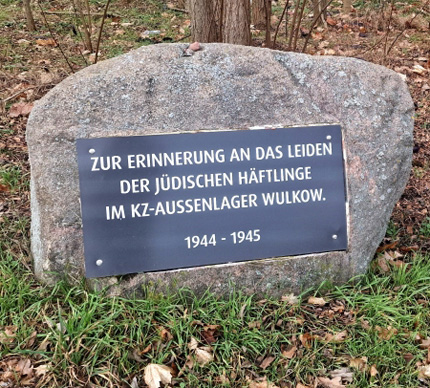 ZUR ERINNERUNG AN DAS LEIDEN
DER JÜDISCHEN HÄFTLINGE
IM KZ-AUSSENLAGER WULKOW.
1944 - 1945